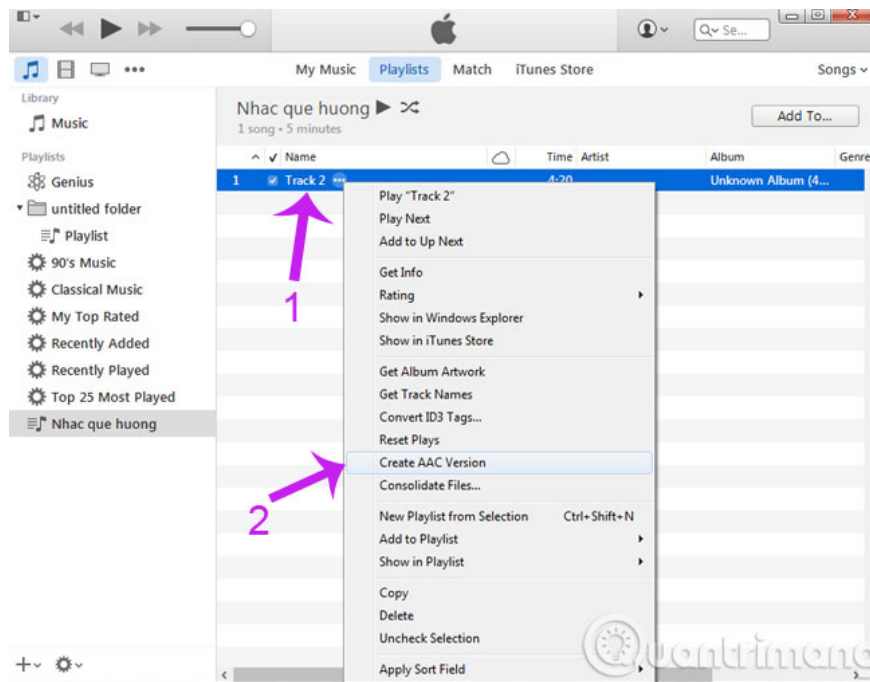 Se...
My Music Playlists Match iTunes Store Songs
Library
Music
Playlists
Genius
untitled folder
Playlist
90's Music
Classical Music
My Top Rated
Recently Added
Recently Played
Top 25 Most Played
Nhac que huong
Nhac que huong
1 song • 5 minutes
Add To...
Name Time Artist Album Genre
1 Track 2 4:20 Unknown Album (4...
1
2
Play "Track 2"
Play Next
Add to Up Next
Get Info
Rating
Show in Windows Explorer
Show in iTunes Store
Get Album Artwork
Get Track Names
Convert ID3 Tags...
Reset Plays
Create AAC Version
Consolidate Files...
New Playlist from Selection Ctrl+Shift+N
Add to Playlist
Show in Playlist
Copy
Delete
Uncheck Selection
Apply Sort Field
Quantrimang